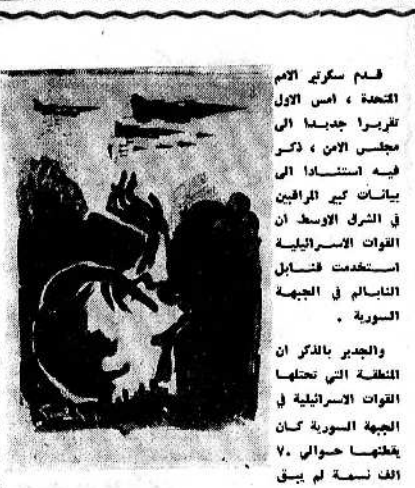 قدم سكرتير الامم
المتحدة ، امس الاول
تقريرا جديدا الى
مجلس الامن ، ذكر
فيه استنادا الى
بيانات كبير المراقبين
في الشرق الاوسط ان
القوات الاسرائيلية
استخدمت قنابل
النابالم في الجبهة
السورية .
والجدير بالذكر ان
المنطقة التي تحتلها
القوات الاسرائيلية في
الجبهة السورية كان
يقطنها حوالي ٧٠
الف نسمة لم يبق